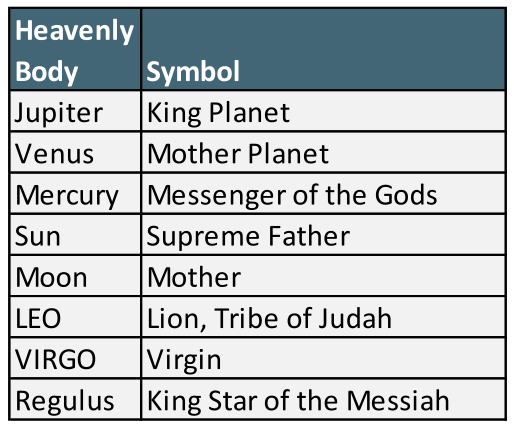 Heavenly
Body Symbol
Jupiter King Planet
Venus Mother Planet
Mercury Messenger of the Gods
Sun Supreme Father
Moon Mother
LEO Lion, Tribe of Judah
VIRGO Virgin
Regulus King Star of the Messiah